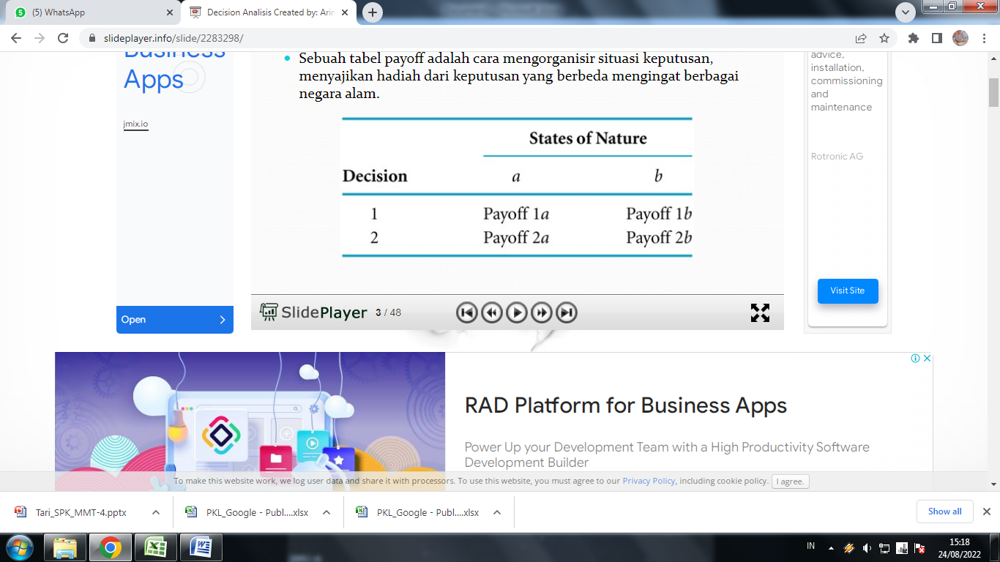 (5) WhatsApp
Decision Analisis Created by: Arin
slideplayer.info/slide/2283298/
Business
Apps
jmix.io
Open
Sebuah tabel payoff adalah cara mengorganisir situasi keputusan,
menyajikan hadiah dari keputusan yang berbeda mengingat berbagai
negara alam.
States of Nature
Decision a b
1 Payoff 1a Payoff 1b
2 Payoff 2a Payoff 2b
SlidePlayer 3 / 48
advice,
installation,
commissioning
and
maintenance
Rotronic AG
Visit Site
RAD Platform for Business Apps
Power Up your Development Team with a High Productivity Software
Development Builder
To make this website work, we log user data and share it with processors. To use this website, you must agree to our Privacy Policy, including cookie policy. I agree.
Tari_SPK_MMT-4.pptx
PKL_Google - Publ....xlsx
PKL_Google - Publ....xlsx
Show all
IN
15:18
24/08/2022